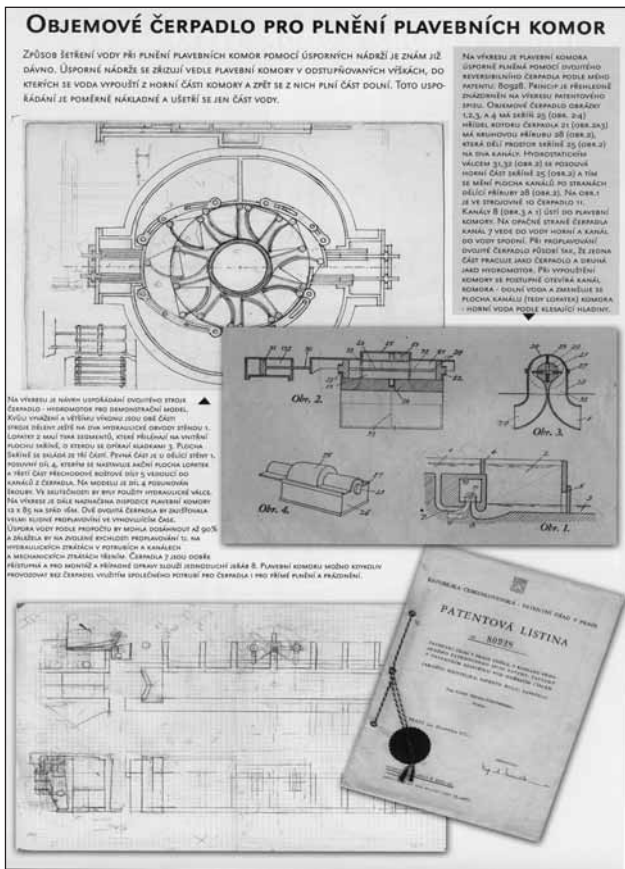 Objemové čerpadlo pro plnění plavebních komor
Způsob šetření vody při plnění plavebních komor pomocí úsporných nádrží je znám již
dávno. Úsporné nádrže se zřizují vedle plavební komory v odstupňovaných výškách, do
kterých se voda vypouští z horní části komory a zpět se z nich plní část dolní. Toto uspo-
řádání je poměrně nákladné a ušetří se jen část vody.
Na výkresu je plavební komora
úsporně plněná pomocí dvojitého
reversibilního čerpadla podle mého
patentu: 80928. Princip je přehledně
znázorněn na výkresu patentového
spisu. Objemové čerpadlo obrázky
1,2,3, a 4 má skříň 25 (obr. 2-4)
Hřídel rotoru čerpadla 21 (obr.2a3)
má kruhovou přírubu 28 (obr.2),
která dělí prostor skříně 25 (obr.2)
na dva kanály. Hydrostatickým
válcem 31,32 (obr.2) se posouvá
horní část skříně 25 (obr.2) a tím
se mění plocha kanálů po stranách
dělící příruby 28 (obr.2). Na obr.1
je ve strojovně 10 čerpadlo 11.
Kanály 8 (obr.3 a 1) ústí do plavební
komory. Na opačné straně čerpadla
kanál 7 vede do vody horní a kanál
do vody spodní. Při proplavování
dvojité čerpadlo působí tak, že jedna
část pracuje jako čerpadlo a druhá
jako hydromotor. Při vypouštění
komory se postupně otevírá kanál
komora - dolní voda a zmenšuje se
plocha kanálu (tedy lopatek) komora
- horní voda podle klesající hladiny.
Na výkresu je návrh uspořádání dvojitého stroje
čerpadlo - hydromotor pro demonstrační model.
Kvůli vyvážení a většímu výkonu jsou obě části
stroje děleny ještě na dva hydraulické obvody stěnou 1.
Lopatky 2 mají tvar segmentů, které přiléhají na vnitřní
plochu skříně, o kterou se opírají kladkami 3. Plocha
skříně se skládá ze tří částí. Pevná část je u dělící stěny 1,
posuvný díl 4, kterým se nastavuje akční plocha lopatek
a třetí část přechodové roštové díly 5 vedoucí do
kanálů z čerpadla. Na modelu je díl 4 posunován
šrouby. Ve skutečnosti by byly použity hydraulické válce.
Na výkrese je dále naznačena dispozice plavební komory
12 x 85 na spád 16m. Dvě dvojitá čerpadla by zajišťovala
velmi klidné proplavování ve vyhovujícím čase.
Úspora vody podle propočtu by mohla dosáhnout až 90%
a záležela by na zvolené rychlosti proplavování tj. na
hydraulických ztrátách v potrubích a kanálech
a mechanických ztrátách třením. Čerpadla 7 jsou dobře
přístupná a pro montáž a případné opravy slouží jednoduchý jeřáb 8. Plavební komoru možno kdykoliv
provozovat bez čerpadel využitím společného potrubí pro čerpadla i pro přímé plnění a prázdnění.
Obr. 2.
Obr. 3.
Obr. 4.
Obr. 1.
REPUBLIKA ČESKOSLOVENSKÁ - PATENTNÍ ÚŘAD V PRAZE
PATENTOVÁ LISTINA
80928